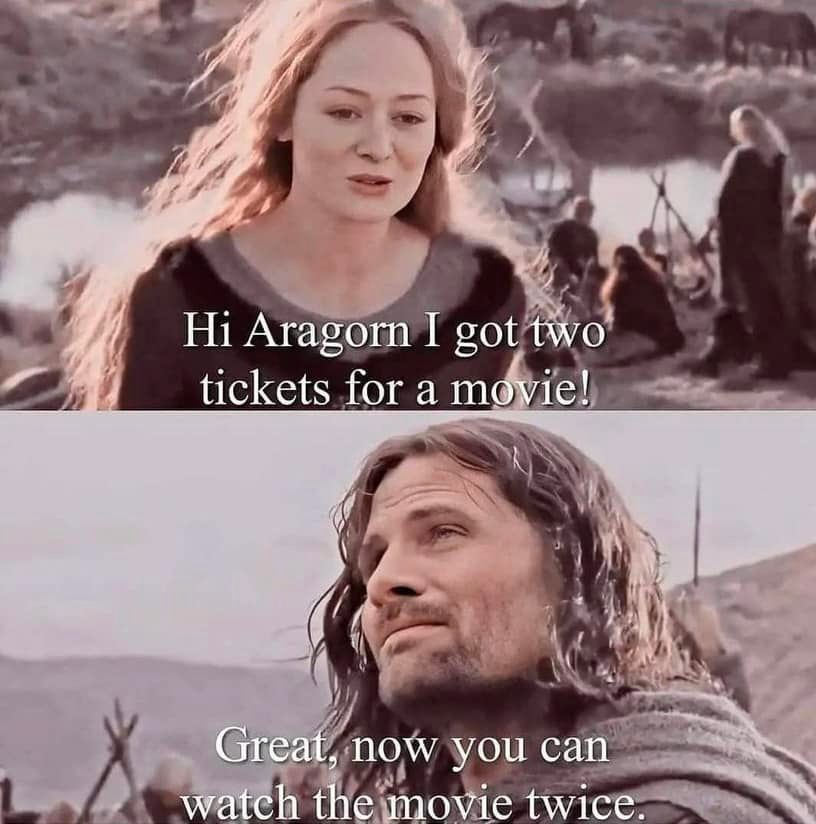 Hi Aragorn I got two
tickets for a movie!
Great, now you can
watch the movie twice.